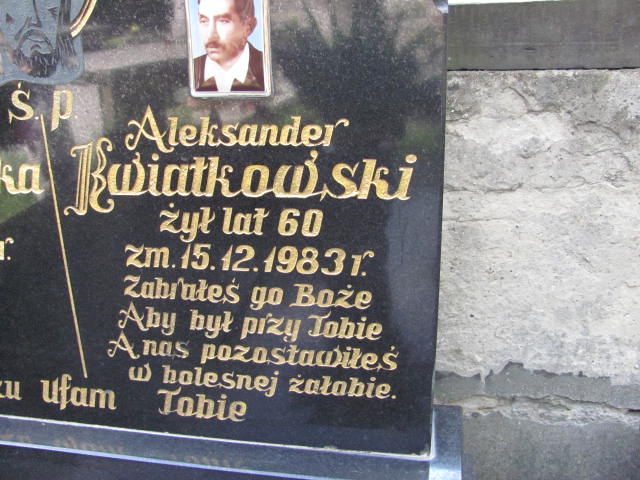 ś. p.
Aleksander
Kwiatkowski
żył lat 60
zm. 15. 12. 1983 r.
Zabrałeś go Boże
Aby był przy Tobie
A nas pozostawiłeś
w bolesnej żałobie.
ka
r.
zu Ufam Tobie